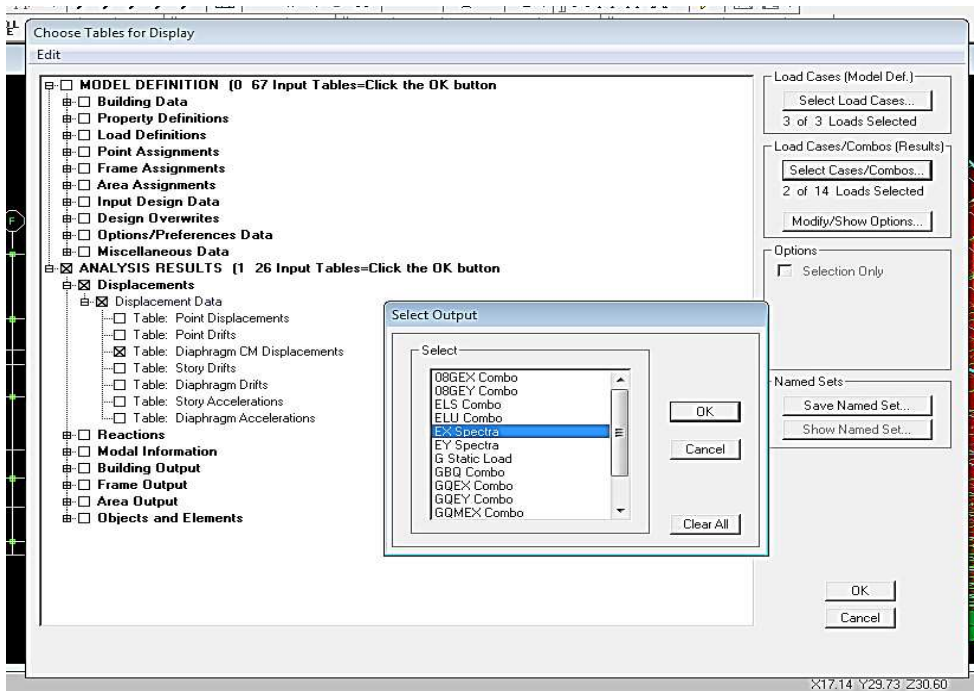 Choose Tables for Display
Edit
MODEL DEFINITION (0 67 Input Tables=Click the OK button
Building Data
Property Definitions
Load Definitions
Point Assignments
Frame Assignments
Area Assignments
Input Design Data
Design Overwrites
Options/Preferences Data
Miscellaneous Data
ANALYSIS RESULTS (1 26 Input Tables=Click the OK button
Displacements
Displacement Data
Table: Point Displacements
Table: Point Drifts
Table: Diaphragm CM Displacements
Table: Story Drifts
Table: Diaphragm Drifts
Table: Story Accelerations
Table: Diaphragm Accelerations
Reactions
Modal Information
Building Output
Frame Output
Area Output
Objects and Elements
Load Cases (Model Def.)
Select Load Cases...
3 of 3 Loads Selected
Load Cases/Combos (Results)
Select Cases/Combos...
2 of 14 Loads Selected
Modify/Show Options...
Options
Selection Only
Named Sets
Save Named Set...
Show Named Set...
OK
Cancel
Select Output
Select
08GEX Combo
08GEY Combo
ELS Combo
ELU Combo
EX Spectra
EY Spectra
G Static Load
GBQ Combo
GQEX Combo
GQEY Combo
GQMEX Combo
OK
Cancel
Clear All
F
X17.14 Y29.73 Z30.60